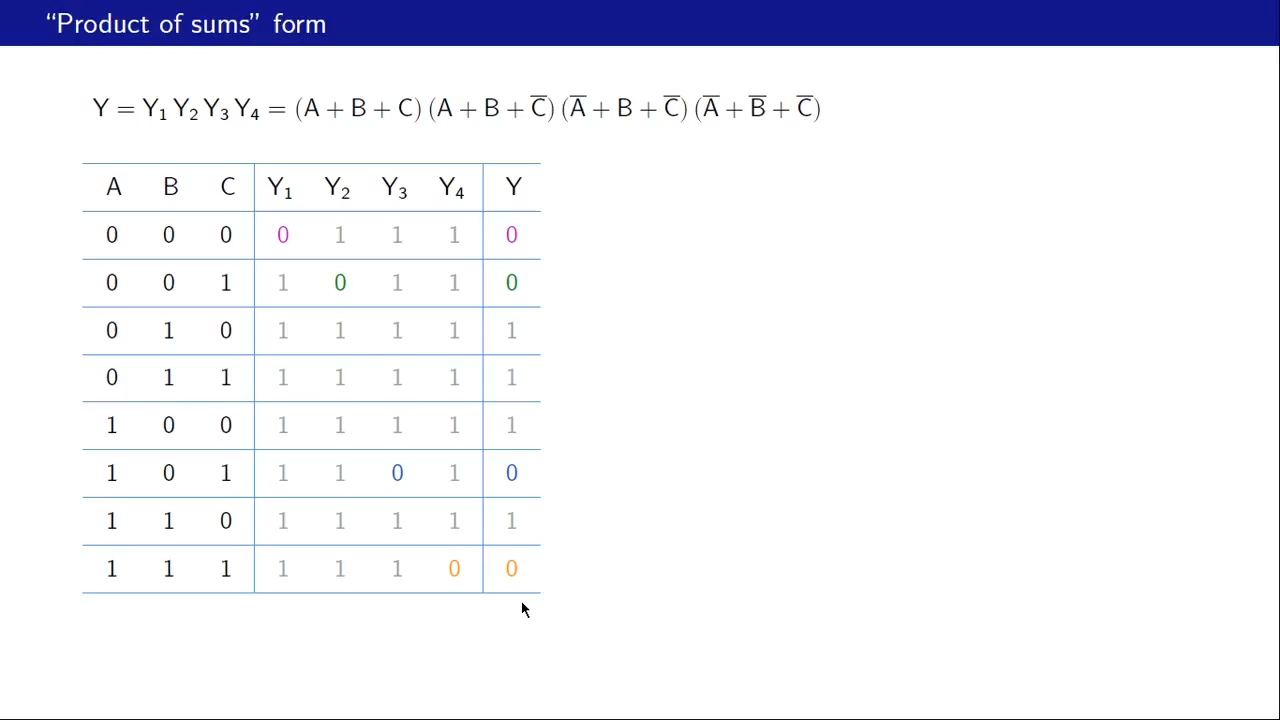 “Product of sums” form
Y = Y₁ Y₂ Y₃ Y₄ = (A + B + C) (A + B + C̅) (A̅ + B + C̅) (A̅ + B̅ + C̅)
A B C Y₁ Y₂ Y₃ Y₄ Y
0 0 0 0 1 1 1 0
0 0 1 1 0 1 1 0
0 1 0 1 1 1 1 1
0 1 1 1 1 1 1 1
1 0 0 1 1 1 1 1
1 0 1 1 1 0 1 0
1 1 0 1 1 1 1 1
1 1 1 1 1 1 0 0